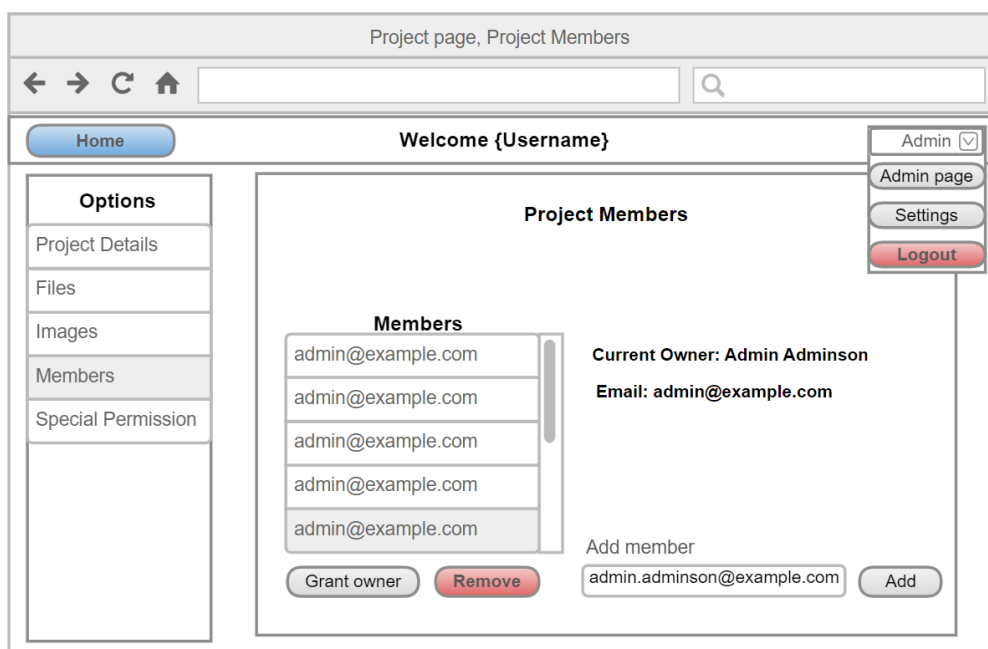 Project page, Project Members
Home
Welcome {Username}
Admin
Admin page
Settings
Logout
Options
Project Details
Files
Images
Members
Special Permission
Project Members
Members
admin@example.com
admin@example.com
admin@example.com
admin@example.com
admin@example.com
Grant owner
Remove
Current Owner: Admin Adminson
Email: admin@example.com
Add member
admin.adminson@example.com
Add